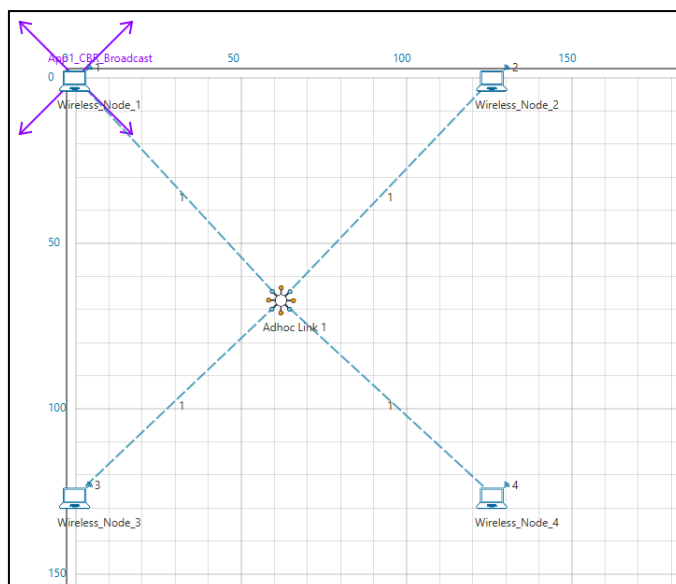 App1_CBR_Broadcast
50
100
150
0
1
2
Wireless_Node_1
Wireless_Node_2
1
1
50
Adhoc Link 1
100
1
1
3
4
Wireless_Node_3
Wireless_Node_4
150